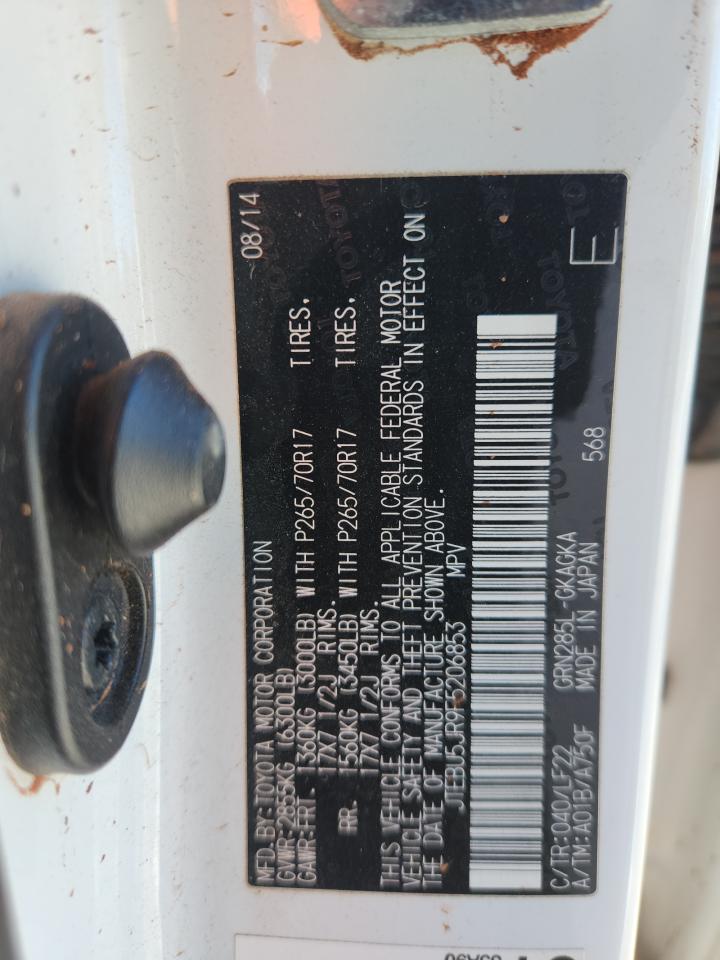 MFD.BY:TOYOTA MOTOR CORPORATION 08/14
GVWR:2855KG (6300LB)
GAWR:FRT. 1360KG (3000LB) WITH P265/70R17 TIRES,
17X7 1/2J RIMS.
RR. 1560KG (3450LB) WITH P265/70R17 TIRES,
17X7 1/2J RIMS.
THIS VEHICLE CONFORMS TO ALL APPLICABLE FEDERAL MOTOR
VEHICLE SAFETY AND THEFT PREVENTION STANDARDS IN EFFECT ON
THE DATE OF MANUFACTURE SHOWN ABOVE.
JTEBU5JR9F5206853 MPV
C/TR:040/LF22 GRN285L-GKAGKA E
A/TM:A01B/A750F MADE IN JAPAN 568